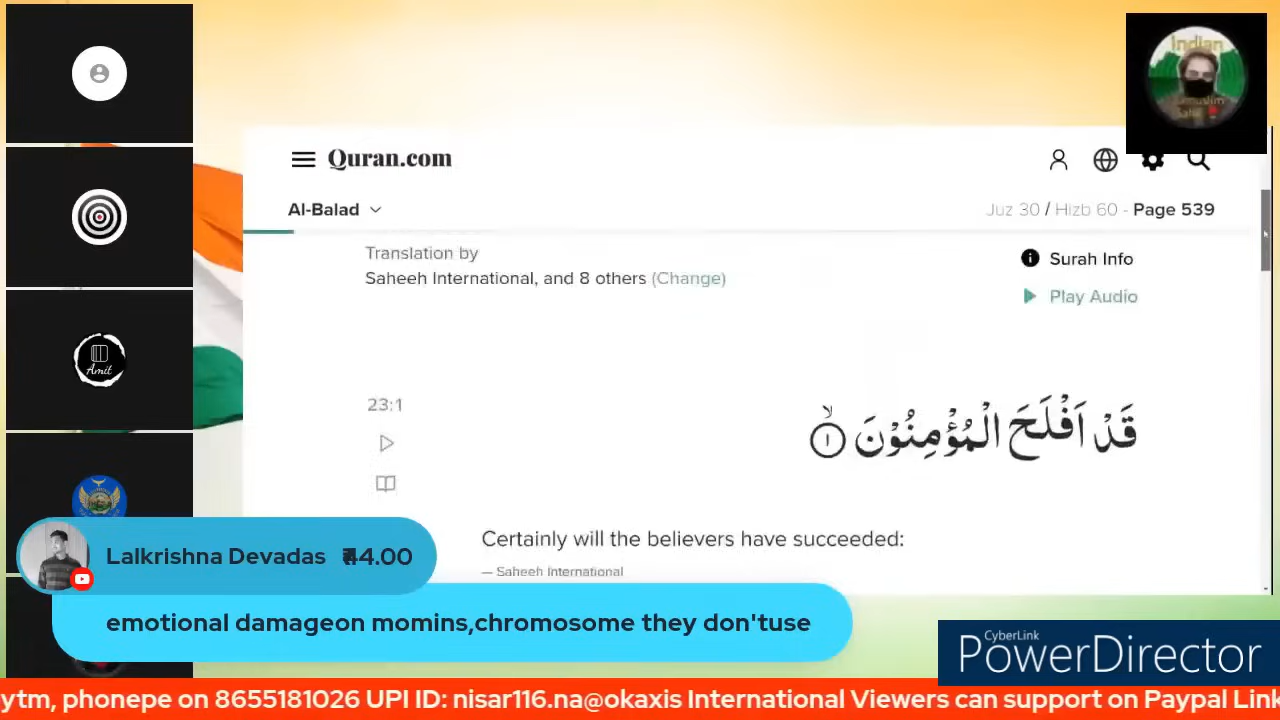 Indian
Quran.com
Al-Balad
Juz 30 / Hizb 60 - Page 539
Translation by
Saheeh International, and 8 others (Change)
Surah Info
Play Audio
Amit
23:1
قَدْ اَفْلَحَ الْمُؤْمِنُوْنَ ۙ ١
Certainly will the believers have succeeded:
— Saheeh International
Lalkrishna Devadas ₹44.00
emotional damageon momins,chromosome they don'tuse
CyberLink
PowerDirector
ytm, phonepe on 8655181026 UPI ID: nisar116.na@okaxis International Viewers can support on Paypal Link